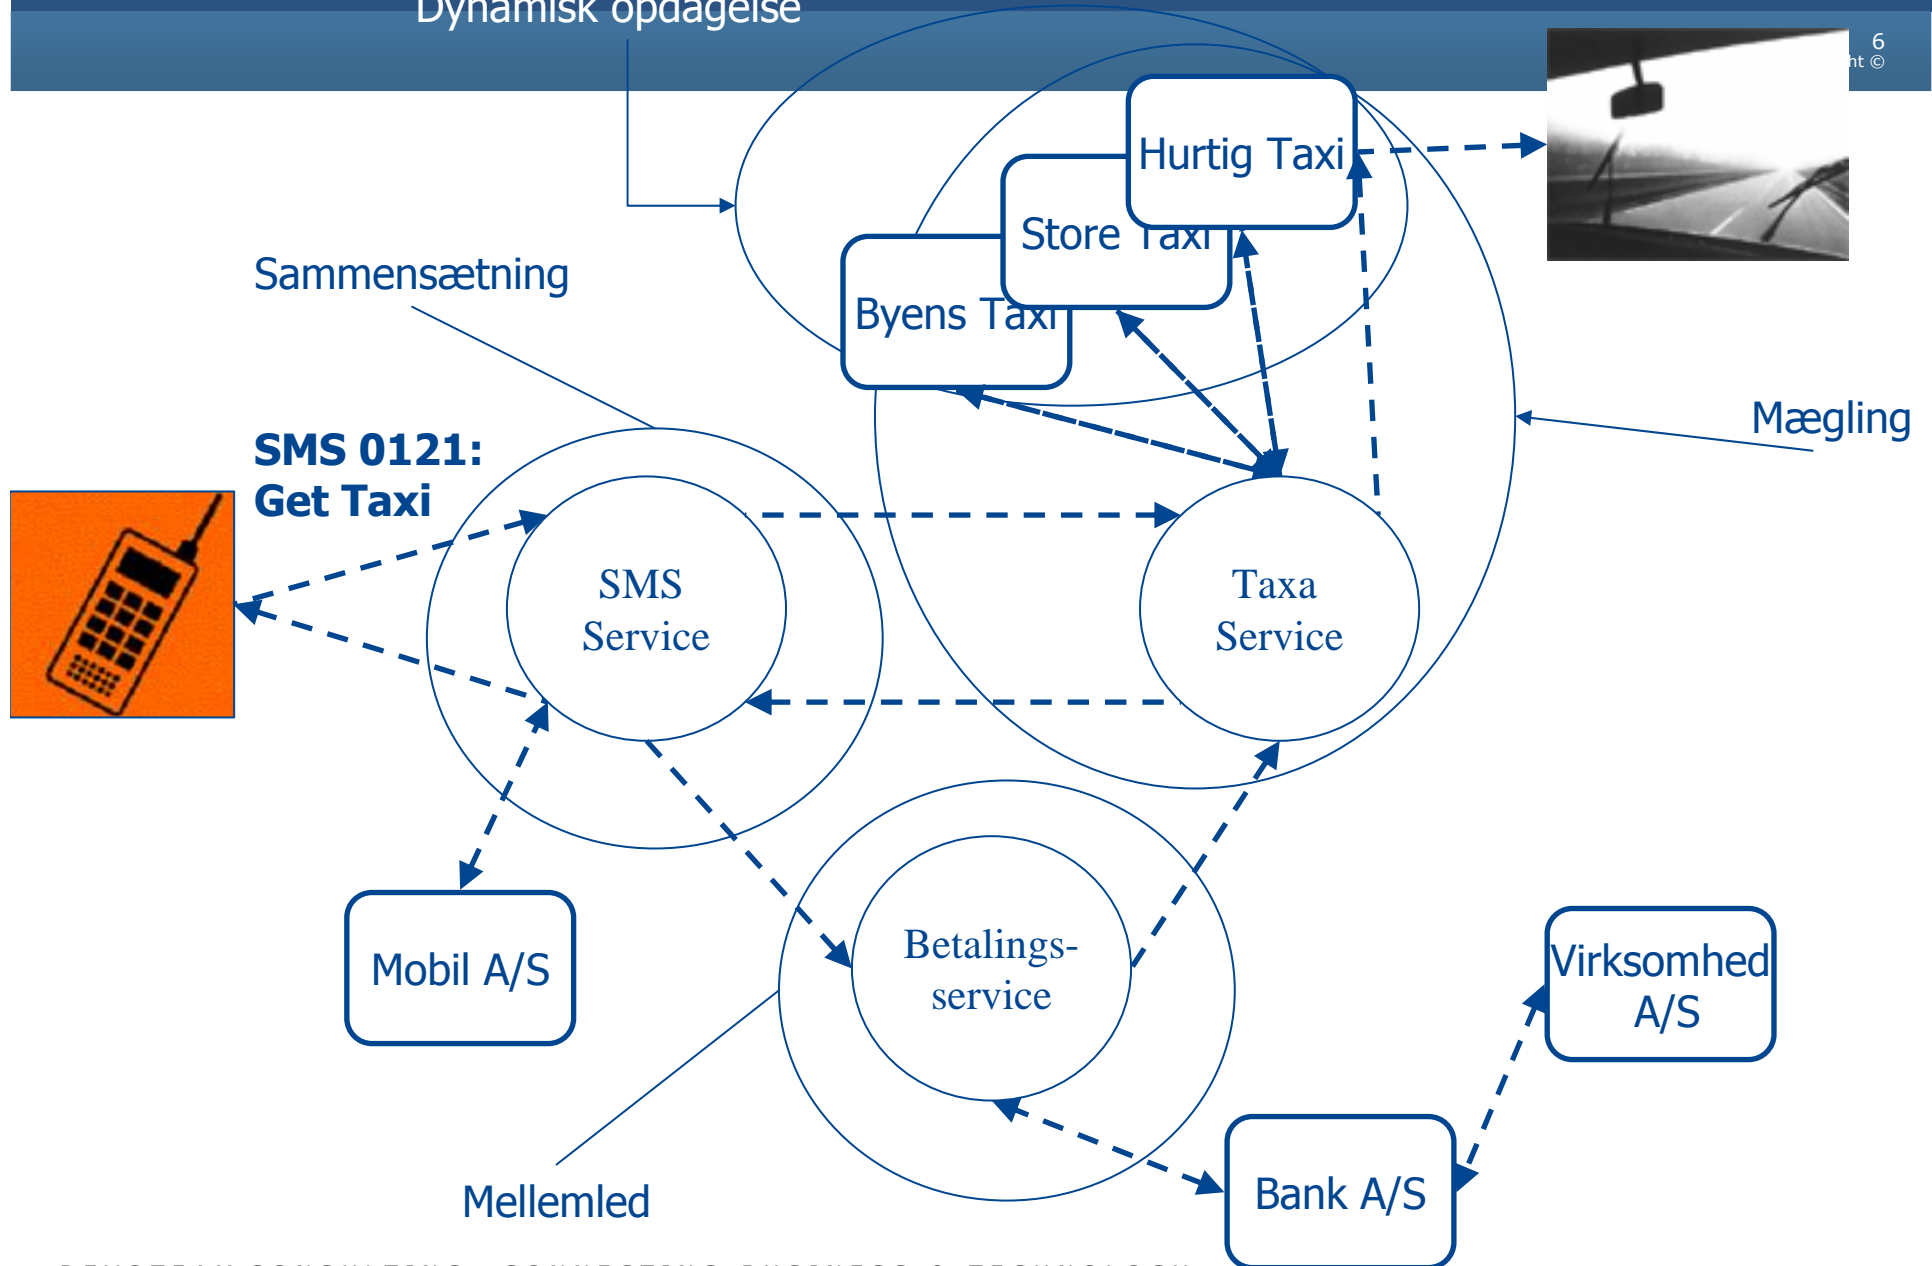 Dynamisk opdagelse
6
ht ©
Hurtig Taxi
Store Taxi
Byens Taxi
Sammensætning
Mægling
SMS 0121:
Get Taxi
SMS
Service
Taxa
Service
Betalings-
service
Mobil A/S
Virksomhed
A/S
Bank A/S
Mellemled